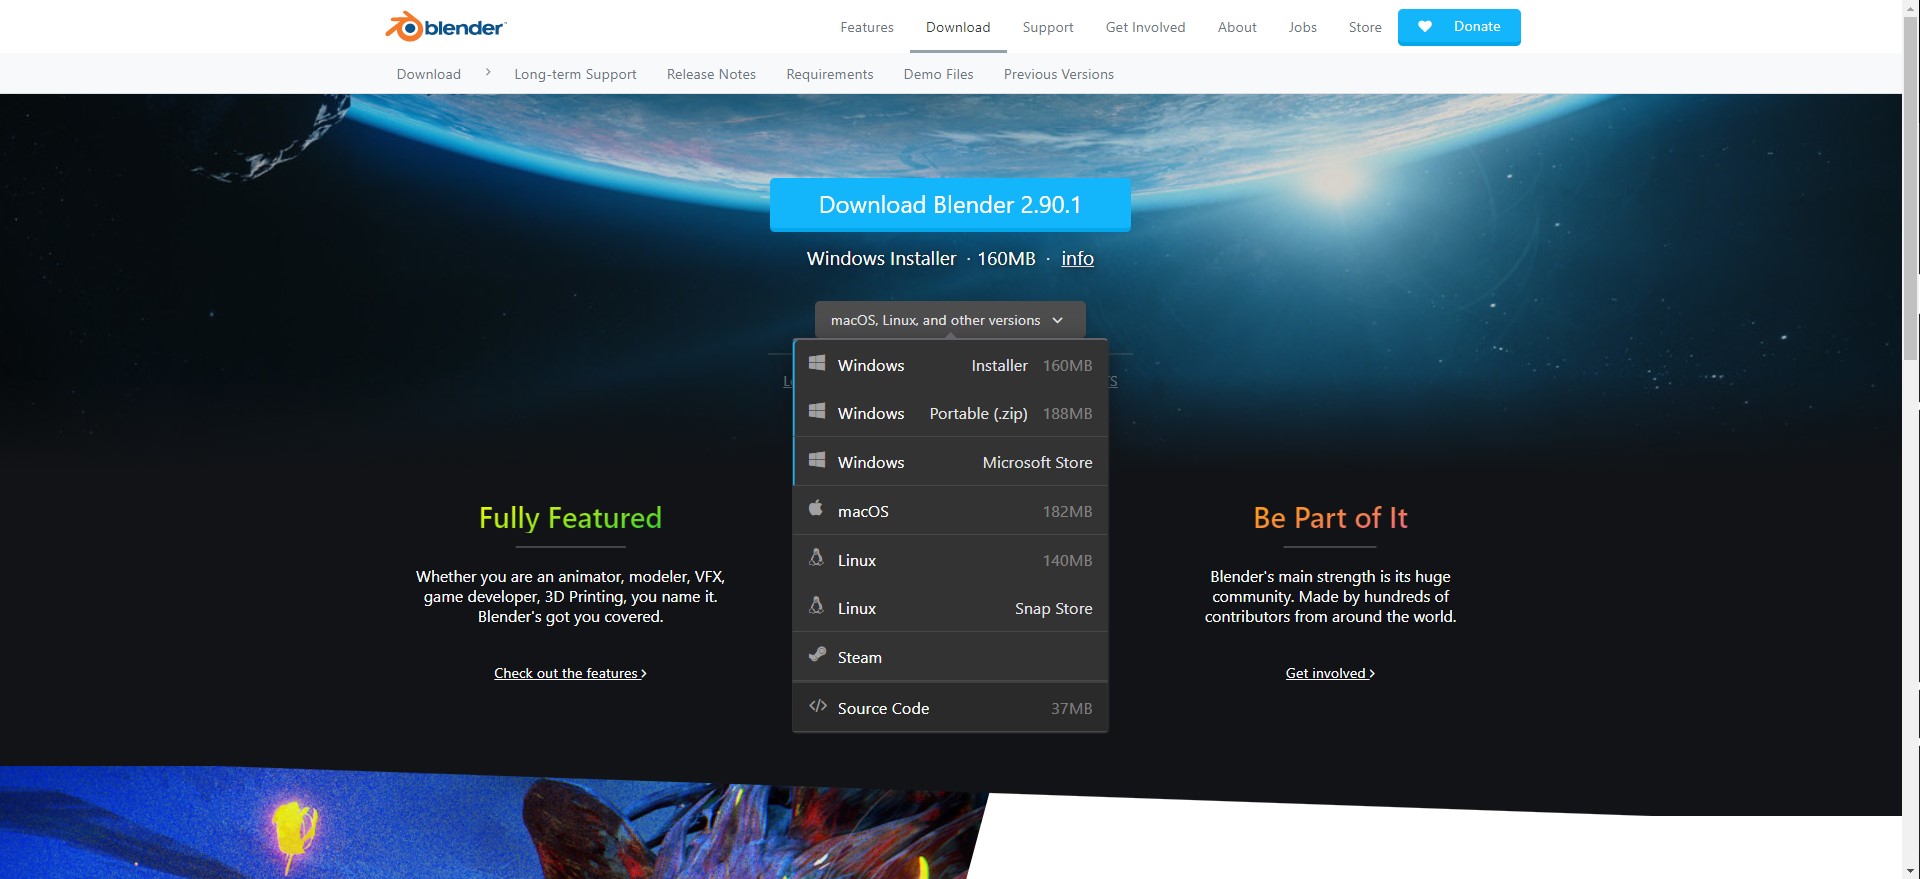 blender™
Features Download Support Get Involved About Jobs Store Donate
Download Long-term Support Release Notes Requirements Demo Files Previous Versions
Download Blender 2.90.1
Windows Installer · 160MB · info
macOS, Linux, and other versions
Windows Installer 160MB
Windows Portable (.zip) 188MB
Windows Microsoft Store
macOS 182MB
Linux 140MB
Linux Snap Store
Steam
Source Code 37MB
Fully Featured
Whether you are an animator, modeler, VFX,
game developer, 3D Printing, you name it.
Blender's got you covered.
Check out the features
Be Part of It
Blender's main strength is its huge
community. Made by hundreds of
contributors from around the world.
Get involved